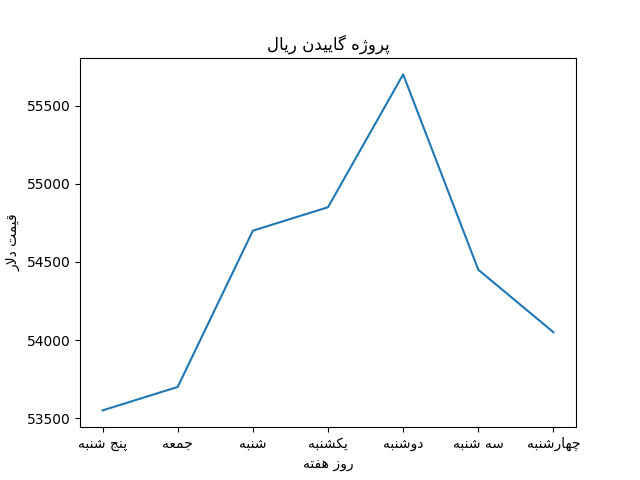 پروژه گاییدن ریال
قیمت دلار
55500
55000
54500
54000
53500
پنج شنبه
جمعه
شنبه
یکشنبه
دوشنبه
سه شنبه
چهارشنبه
روز هفته